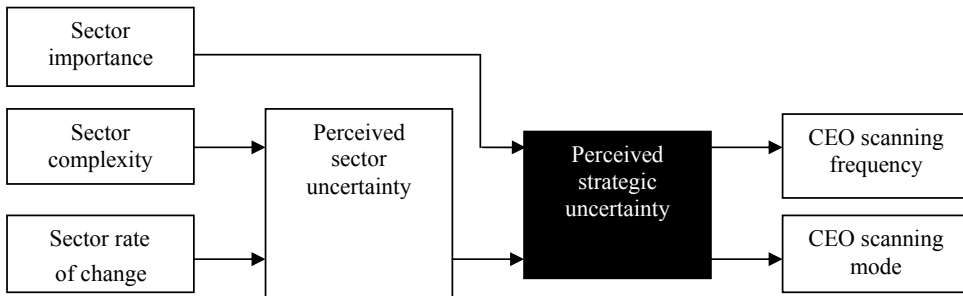 Sector
importance
Sector
complexity
Sector rate
of change
Perceived
sector
uncertainty
Perceived
strategic
uncertainty
CEO scanning
frequency
CEO scanning
mode